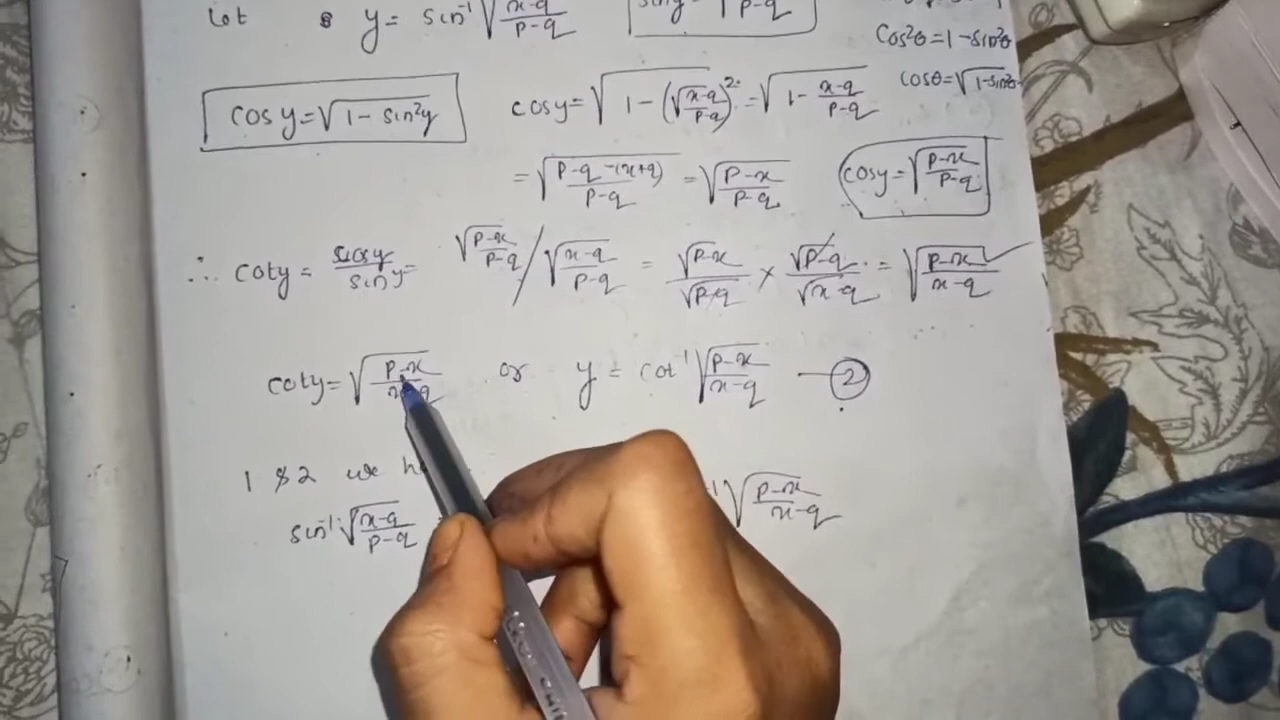 Let y = sin⁻¹ √((x-q)/(p-q))
cos²θ = 1 - sin²θ
cosθ = √(1-sin²θ)
cos y = √(1 - sin²y) cos y = √(1 - (√((x-q)/(p-q)))²) = √(1 - (x-q)/(p-q))
= √((p-q-(x+q))/(p-q)) = √((p-x)/(p-q)) cos y = √((p-x)/(p-q))
∴ cot y = cos y / sin y = √((p-x)/(p-q)) / √((x-q)/(p-q)) = √(p-x)/√(p-q) × √(p-q)/√(x-q) = √((p-x)/(x-q))
cot y = √((p-x)/(x-q)) or y = cot⁻¹ √((p-x)/(x-q)) — ②
1 & 2 we
sin⁻¹ √((x-q)/(p-q)) √((p-x)/(x-q))